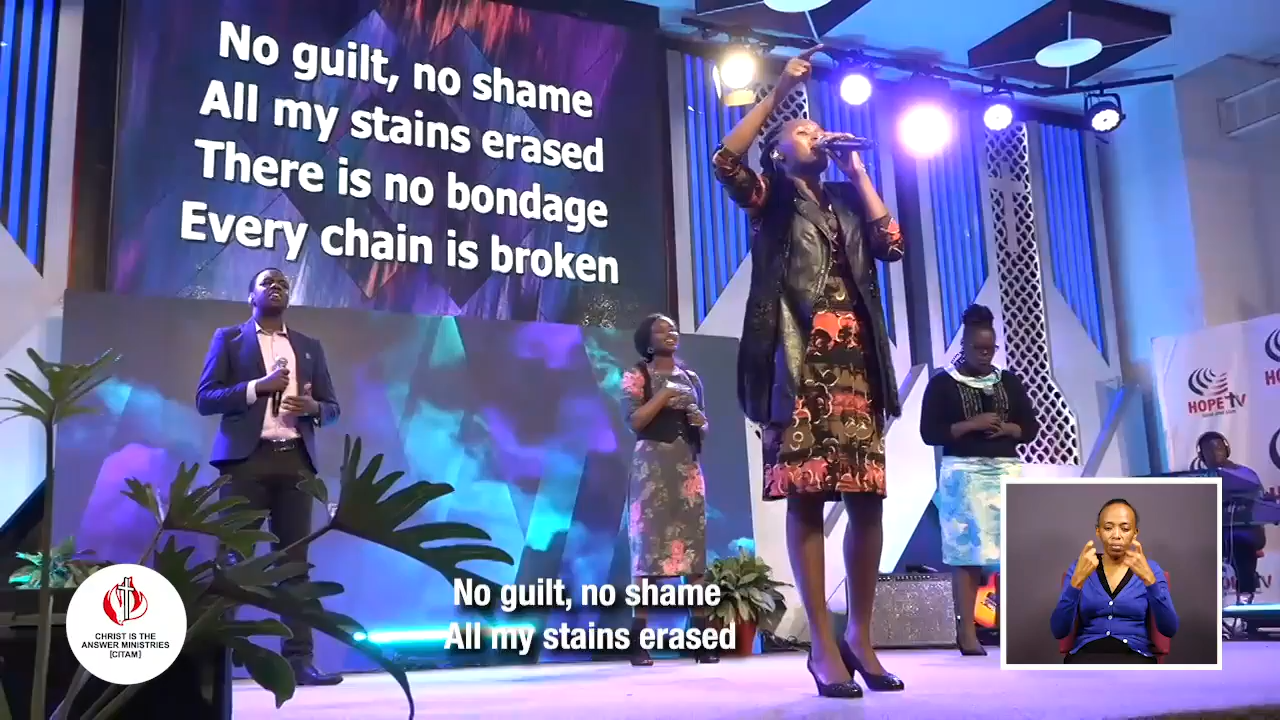 No guilt, no shame
All my stains erased
There is no bondage
Every chain is broken
HOPE TV
No guilt, no shame
All my stains erased
CHRIST IS THE
ANSWER MINISTRIES
[CITAM]